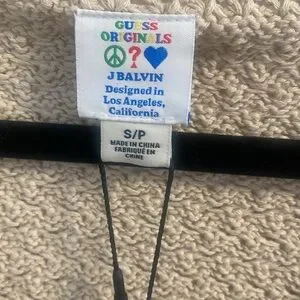 GUESS
ORIGINALS
?
J BALVIN
Designed in
Los Angeles,
California
S/P
MADE IN CHINA
FABRIQUÉ EN
CHINE